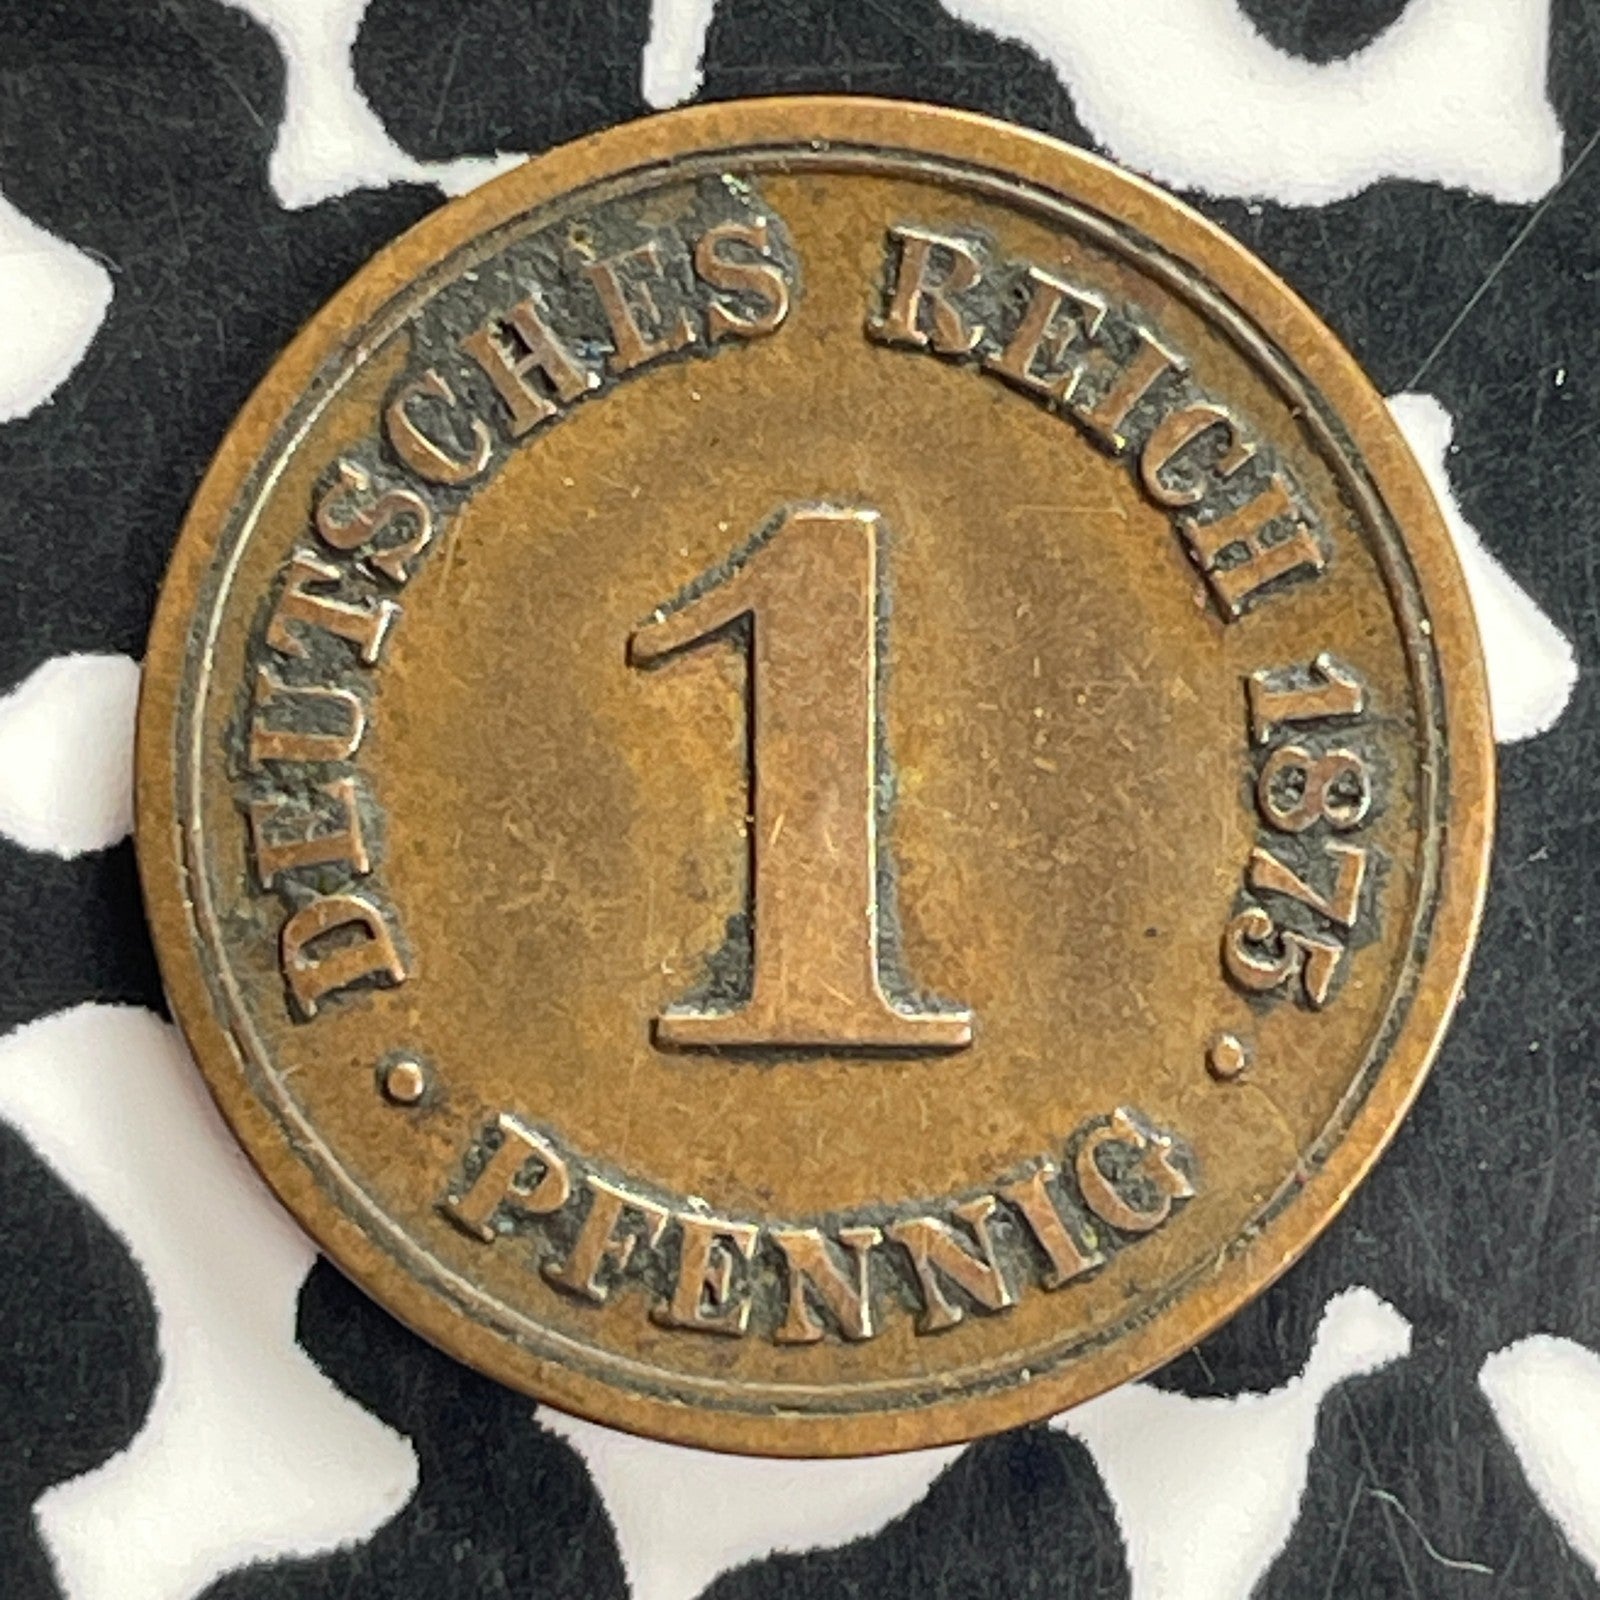 DEUTSCHES REICH 1875
1
• PFENNIG •